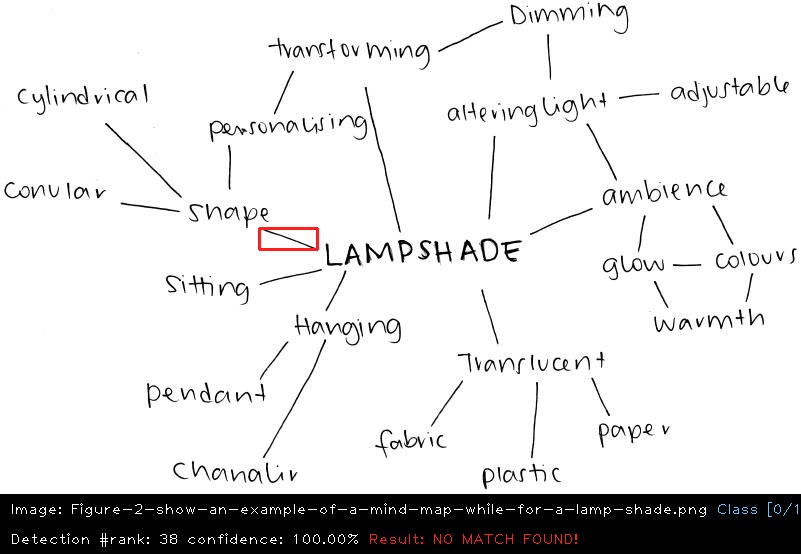 Dimming
transforming
cylindrical
alteringlight
adjustable
personalising
conular
shape
ambience
LAMPSHADE
glow
colours
sitting
Hanging
warmth
Translucent
pendant
fabric
paper
chanalir
plastic
Image: Figure-2-show-an-example-of-a-mind-map-while-for-a-lamp-shade.png Class [0/1
Detection #rank: 38 confidence: 100.00% Result: NO MATCH FOUND!